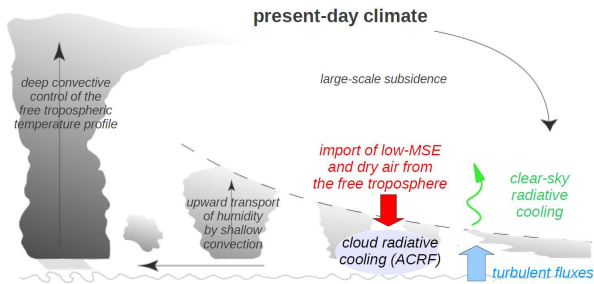 present-day climate
deep convective
control of the
free tropospheric
temperature profile
large-scale subsidence
import of low-MSE
and dry air from
the free troposphere
clear-sky
radiative
cooling
upward transport
of humidity
by shallow
convection
cloud radiative
cooling (ACRF)
turbulent fluxes